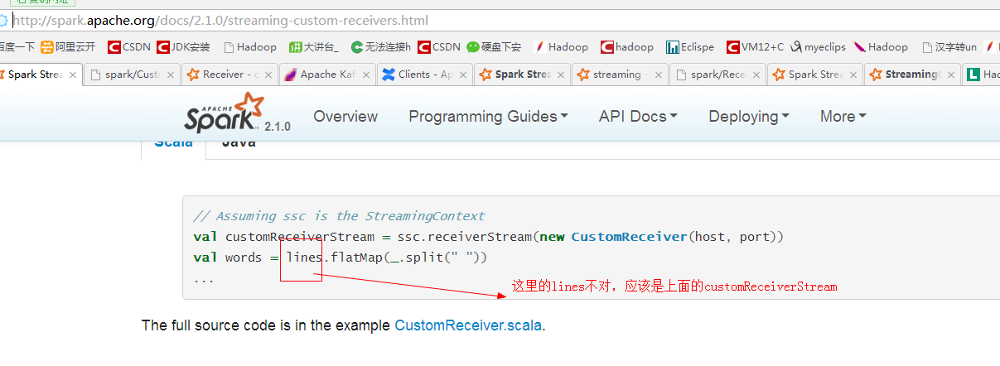 http://spark.apache.org/docs/2.1.0/streaming-custom-receivers.html
百度一下 阿里云开 CSDN JDK安装 Hadoop 大讲台_ 无法连接h CSDN 硬盘下安 Hadoop hadoop Eclispe VM12+C myeclips Hadoop 汉字转un
Spark Strea × spark/Custo × Receiver - c × Apache Kaf × Clients - Ap × Spark Strea × streaming - × spark/Rece × Spark Strea × StreamingC × Had
APACHE Spark™ 2.1.0 Overview Programming Guides API Docs Deploying More
Scala Java
// Assuming ssc is the StreamingContext
val customReceiverStream = ssc.receiverStream(new CustomReceiver(host, port))
val words = lines.flatMap(_.split(" "))
...
这里的lines不对，应该是上面的customReceiverStream
The full source code is in the example CustomReceiver.scala.